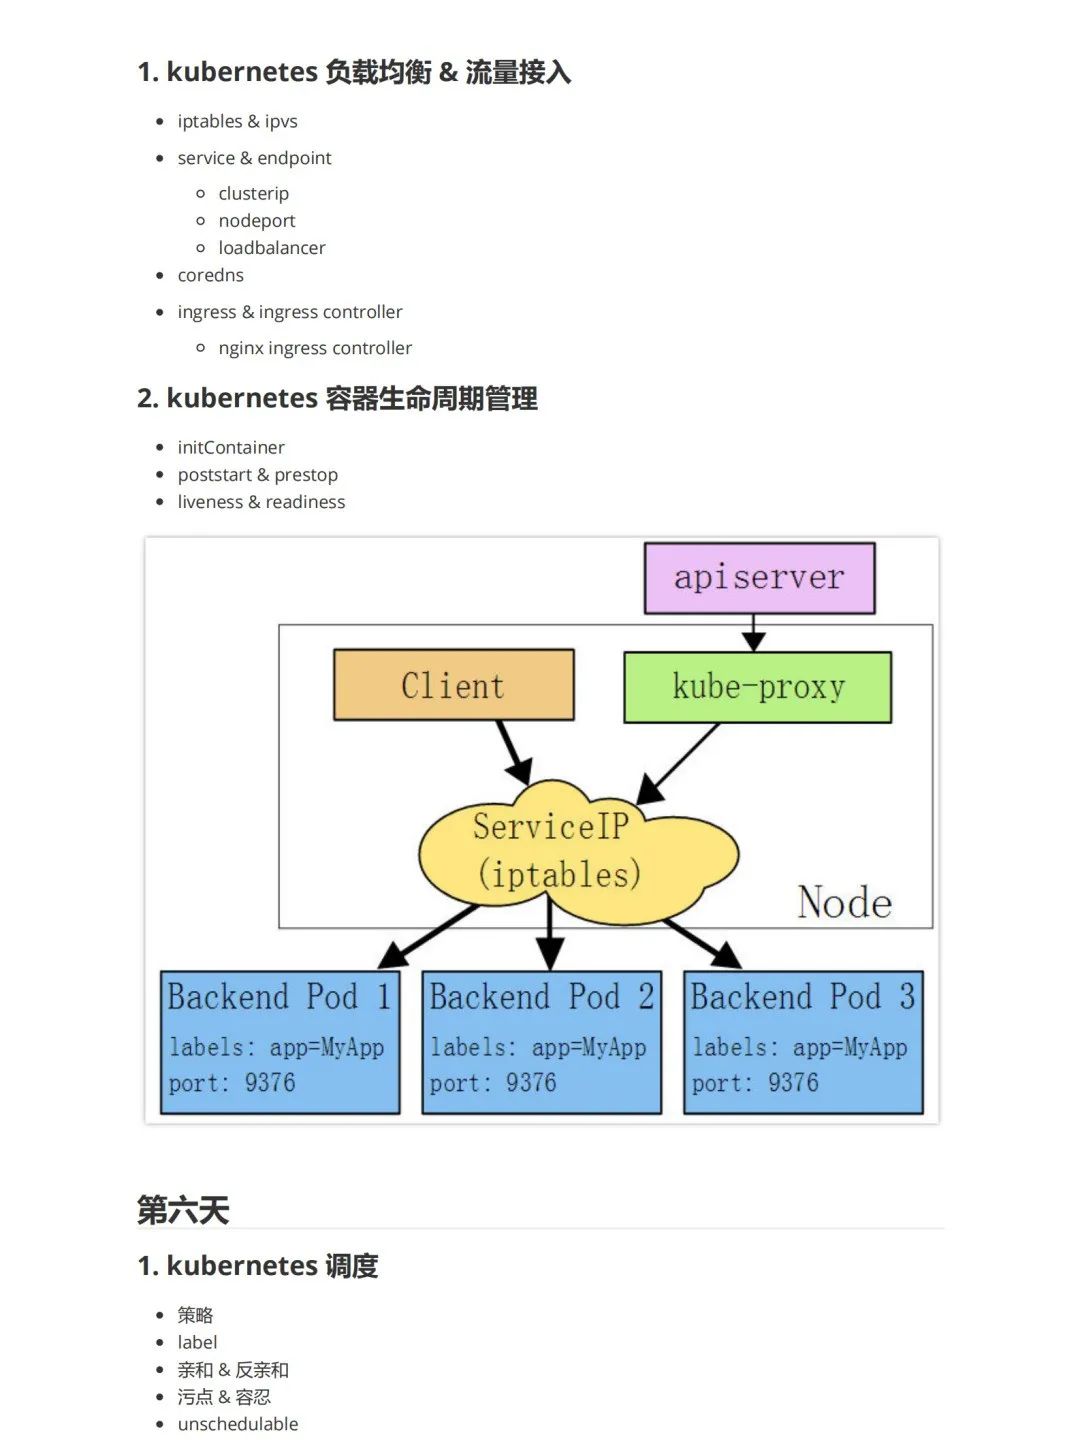 1. kubernetes 负载均衡 & 流量接入
iptables & ipvs
service & endpoint
clusterip
nodeport
loadbalancer
coredns
ingress & ingress controller
nginx ingress controller
2. kubernetes 容器生命周期管理
initContainer
poststart & prestop
liveness & readiness
apiserver
Client
kube-proxy
ServiceIP
(iptables)
Node
Backend Pod 1
labels: app=MyApp
port: 9376
Backend Pod 2
labels: app=MyApp
port: 9376
Backend Pod 3
labels: app=MyApp
port: 9376
第六天
1. kubernetes 调度
策略
label
亲和 & 反亲和
污点 & 容忍
unschedulable